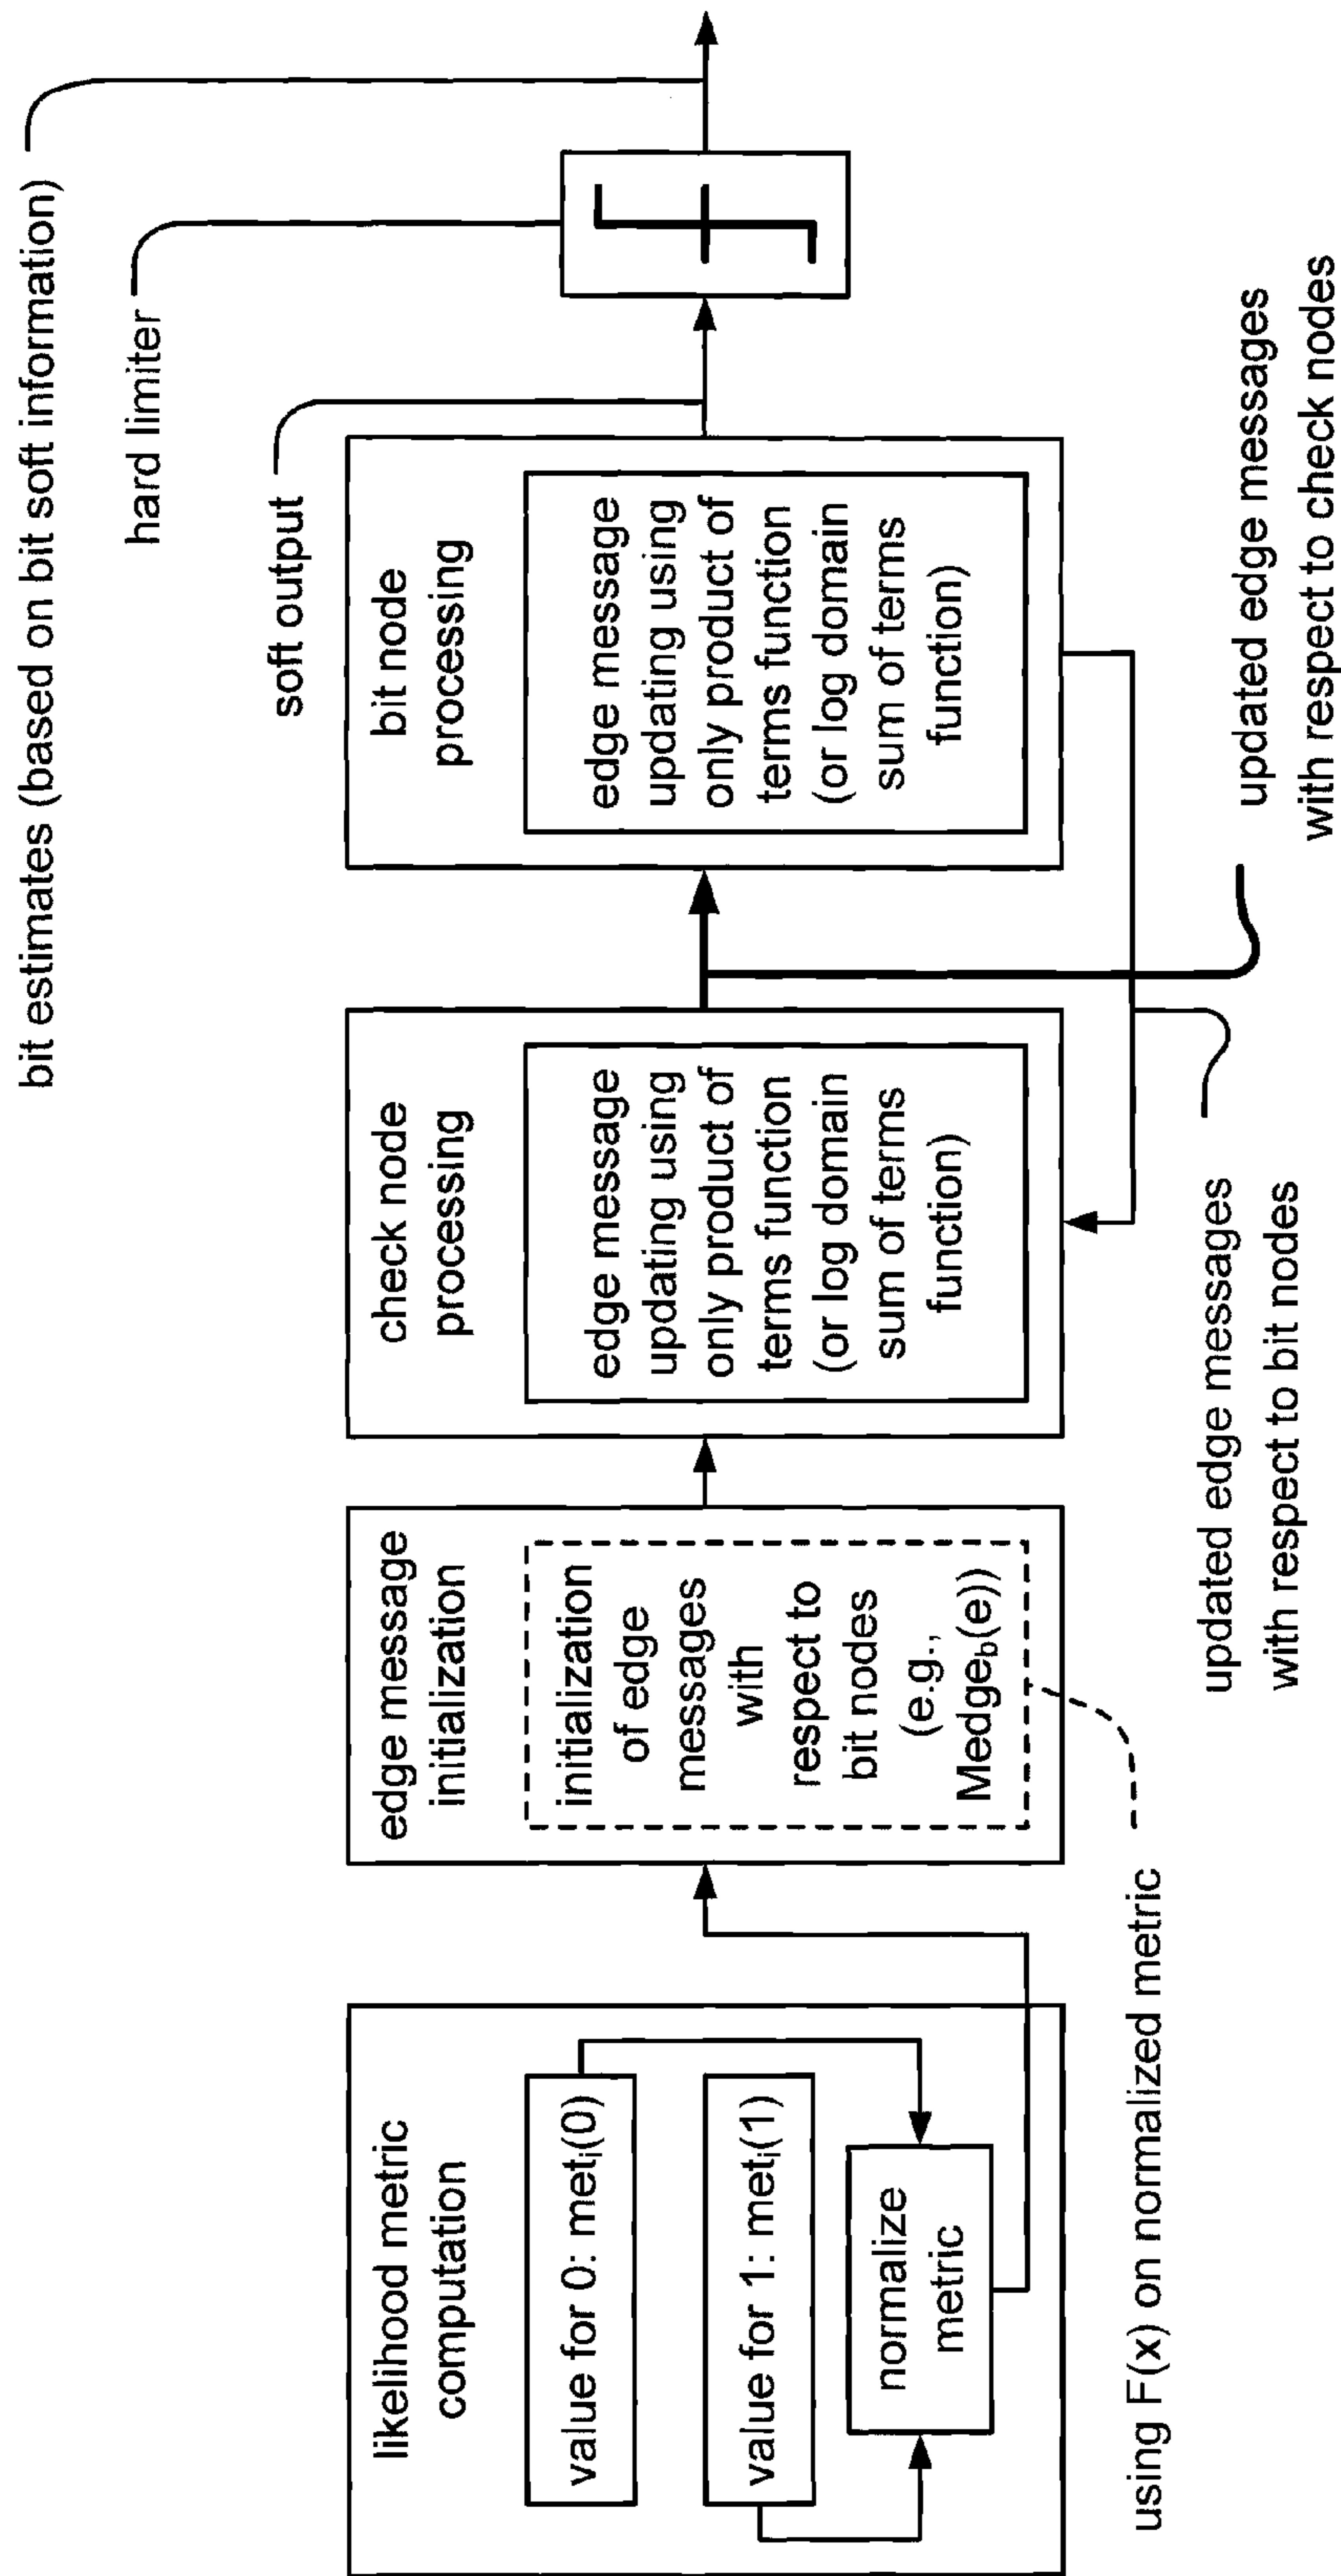 bit estimates (based on bit soft information)
hard limiter
soft output
likelihood metric
computation
value for 0: metᵢ(0)
value for 1: metᵢ(1)
normalize
metric
edge message
initialization
initialization
of edge
messages
with
respect to
bit nodes
(e.g.,
Medge_b(e))
check node
processing
edge message
updating using
only product of
terms function
(or log domain
sum of terms
function)
bit node
processing
edge message
updating using
only product of
terms function
(or log domain
sum of terms
function)
using F(x) on normalized metric
updated edge messages
with respect to bit nodes
updated edge messages
with respect to check nodes